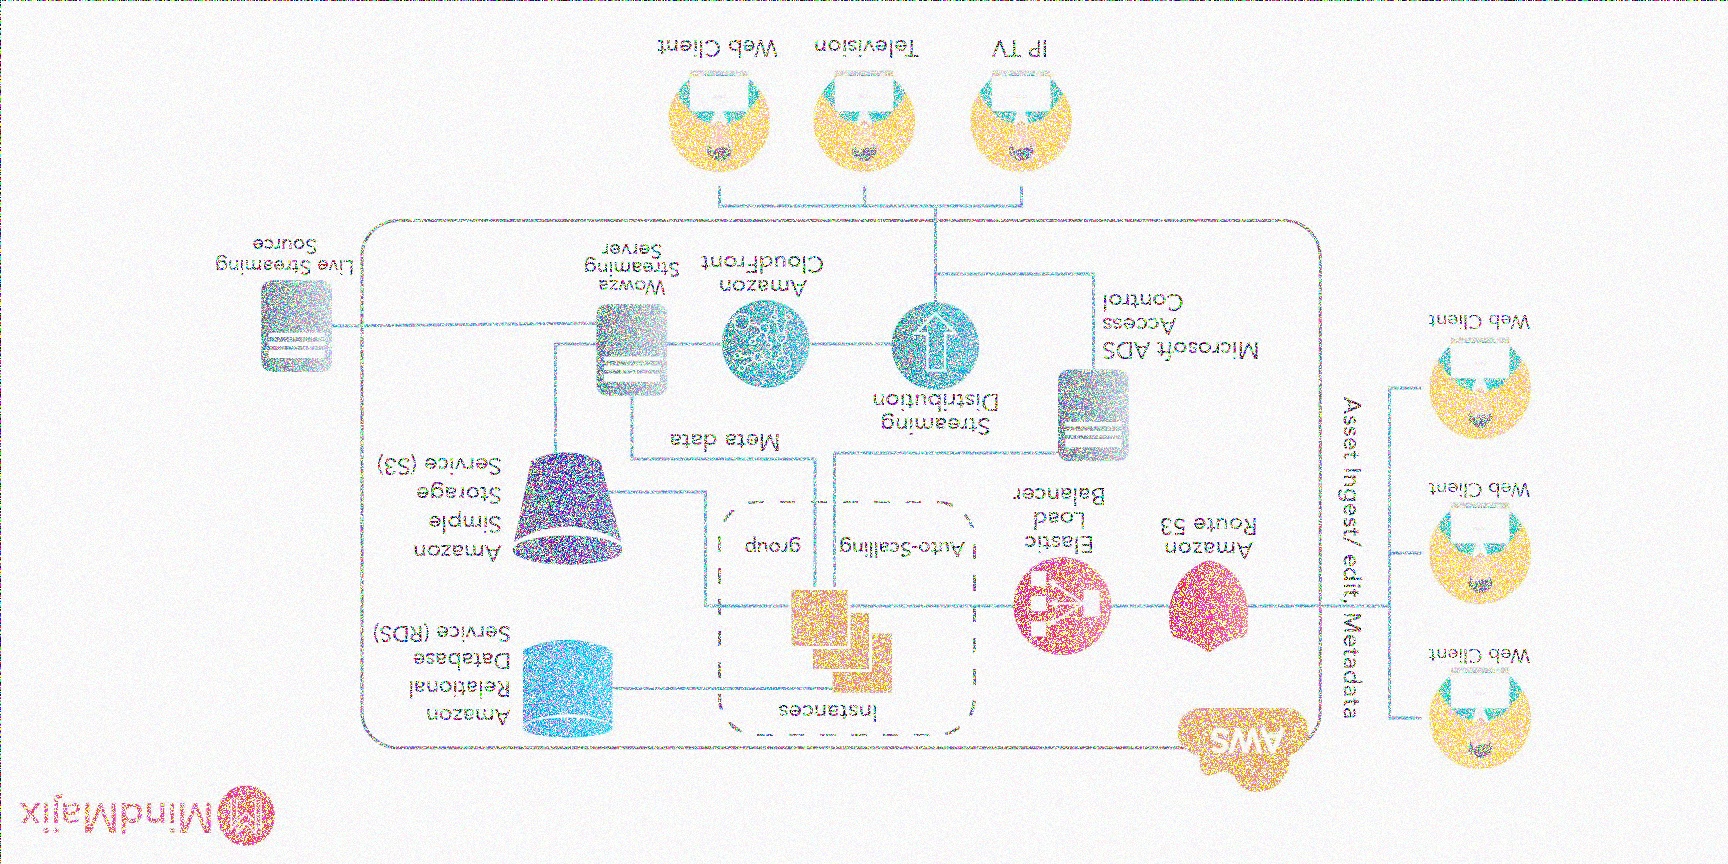 MindMajix
AWS
Web Client
Web Client
Web Client
Asset Ingest/ edit, Metadata
Instances
Auto-Scalling
group
Amazon
Relational
Database
Service (RDS)
Amazon
Route 53
Elastic
Load
Balancer
Amazon
Simple
Storage
Service (S3)
Meta data
Microsoft ADS
Access
Control
Streaming
Distribution
Amazon
CloudFront
Wowza
Streaming
Server
Live Streaming
Source
IP TV
Television
Web Client